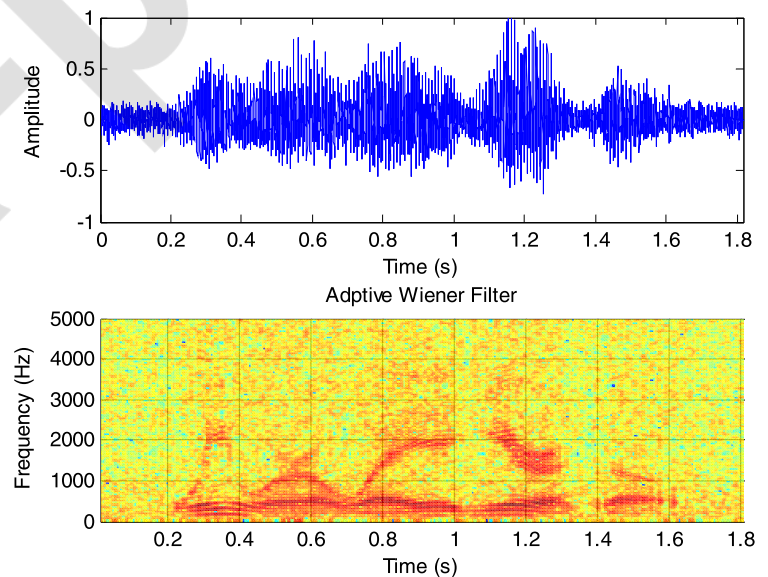 1
0.5
0
-0.5
-1
Amplitude
0 0.2 0.4 0.6 0.8 1 1.2 1.4 1.6 1.8
Time (s)
Adptive Wiener Filter
5000
4000
3000
2000
1000
0
Frequency (Hz)
0.2 0.4 0.6 0.8 1 1.2 1.4 1.6 1.8
Time (s)